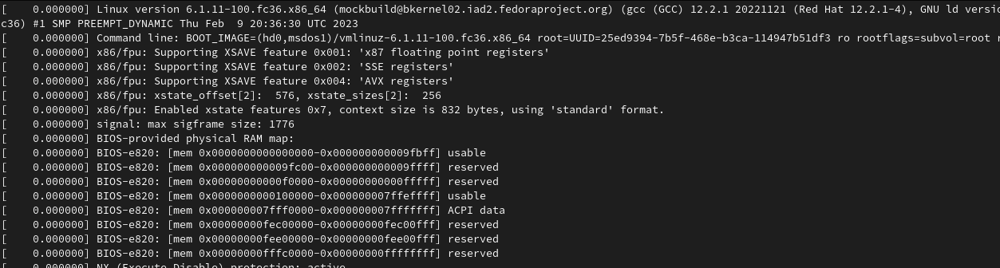 [    0.000000] Linux version 6.1.11-100.fc36.x86_64 (mockbuild@bkernel02.iad2.fedoraproject.org) (gcc (GCC) 12.2.1 20221121 (Red Hat 12.2.1-4), GNU ld versio
c36) #1 SMP PREEMPT_DYNAMIC Thu Feb  9 20:36:30 UTC 2023
[    0.000000] Command line: BOOT_IMAGE=(hd0,msdos1)/vmlinuz-6.1.11-100.fc36.x86_64 root=UUID=25ed9394-7b5f-468e-b3ca-114947b51df3 ro rootflags=subvol=root r
[    0.000000] x86/fpu: Supporting XSAVE feature 0x001: 'x87 floating point registers'
[    0.000000] x86/fpu: Supporting XSAVE feature 0x002: 'SSE registers'
[    0.000000] x86/fpu: Supporting XSAVE feature 0x004: 'AVX registers'
[    0.000000] x86/fpu: xstate_offset[2]:  576, xstate_sizes[2]:  256
[    0.000000] x86/fpu: Enabled xstate features 0x7, context size is 832 bytes, using 'standard' format.
[    0.000000] signal: max sigframe size: 1776
[    0.000000] BIOS-provided physical RAM map:
[    0.000000] BIOS-e820: [mem 0x0000000000000000-0x000000000009fbff] usable
[    0.000000] BIOS-e820: [mem 0x000000000009fc00-0x000000000009ffff] reserved
[    0.000000] BIOS-e820: [mem 0x00000000000f0000-0x00000000000fffff] reserved
[    0.000000] BIOS-e820: [mem 0x0000000000100000-0x000000007ffeffff] usable
[    0.000000] BIOS-e820: [mem 0x000000007fff0000-0x000000007fffffff] ACPI data
[    0.000000] BIOS-e820: [mem 0x00000000fec00000-0x00000000fec00fff] reserved
[    0.000000] BIOS-e820: [mem 0x00000000fee00000-0x00000000fee00fff] reserved
[    0.000000] BIOS-e820: [mem 0x00000000fffc0000-0x00000000ffffffff] reserved
[    0.000000] NX (Execute Disable) protection: active